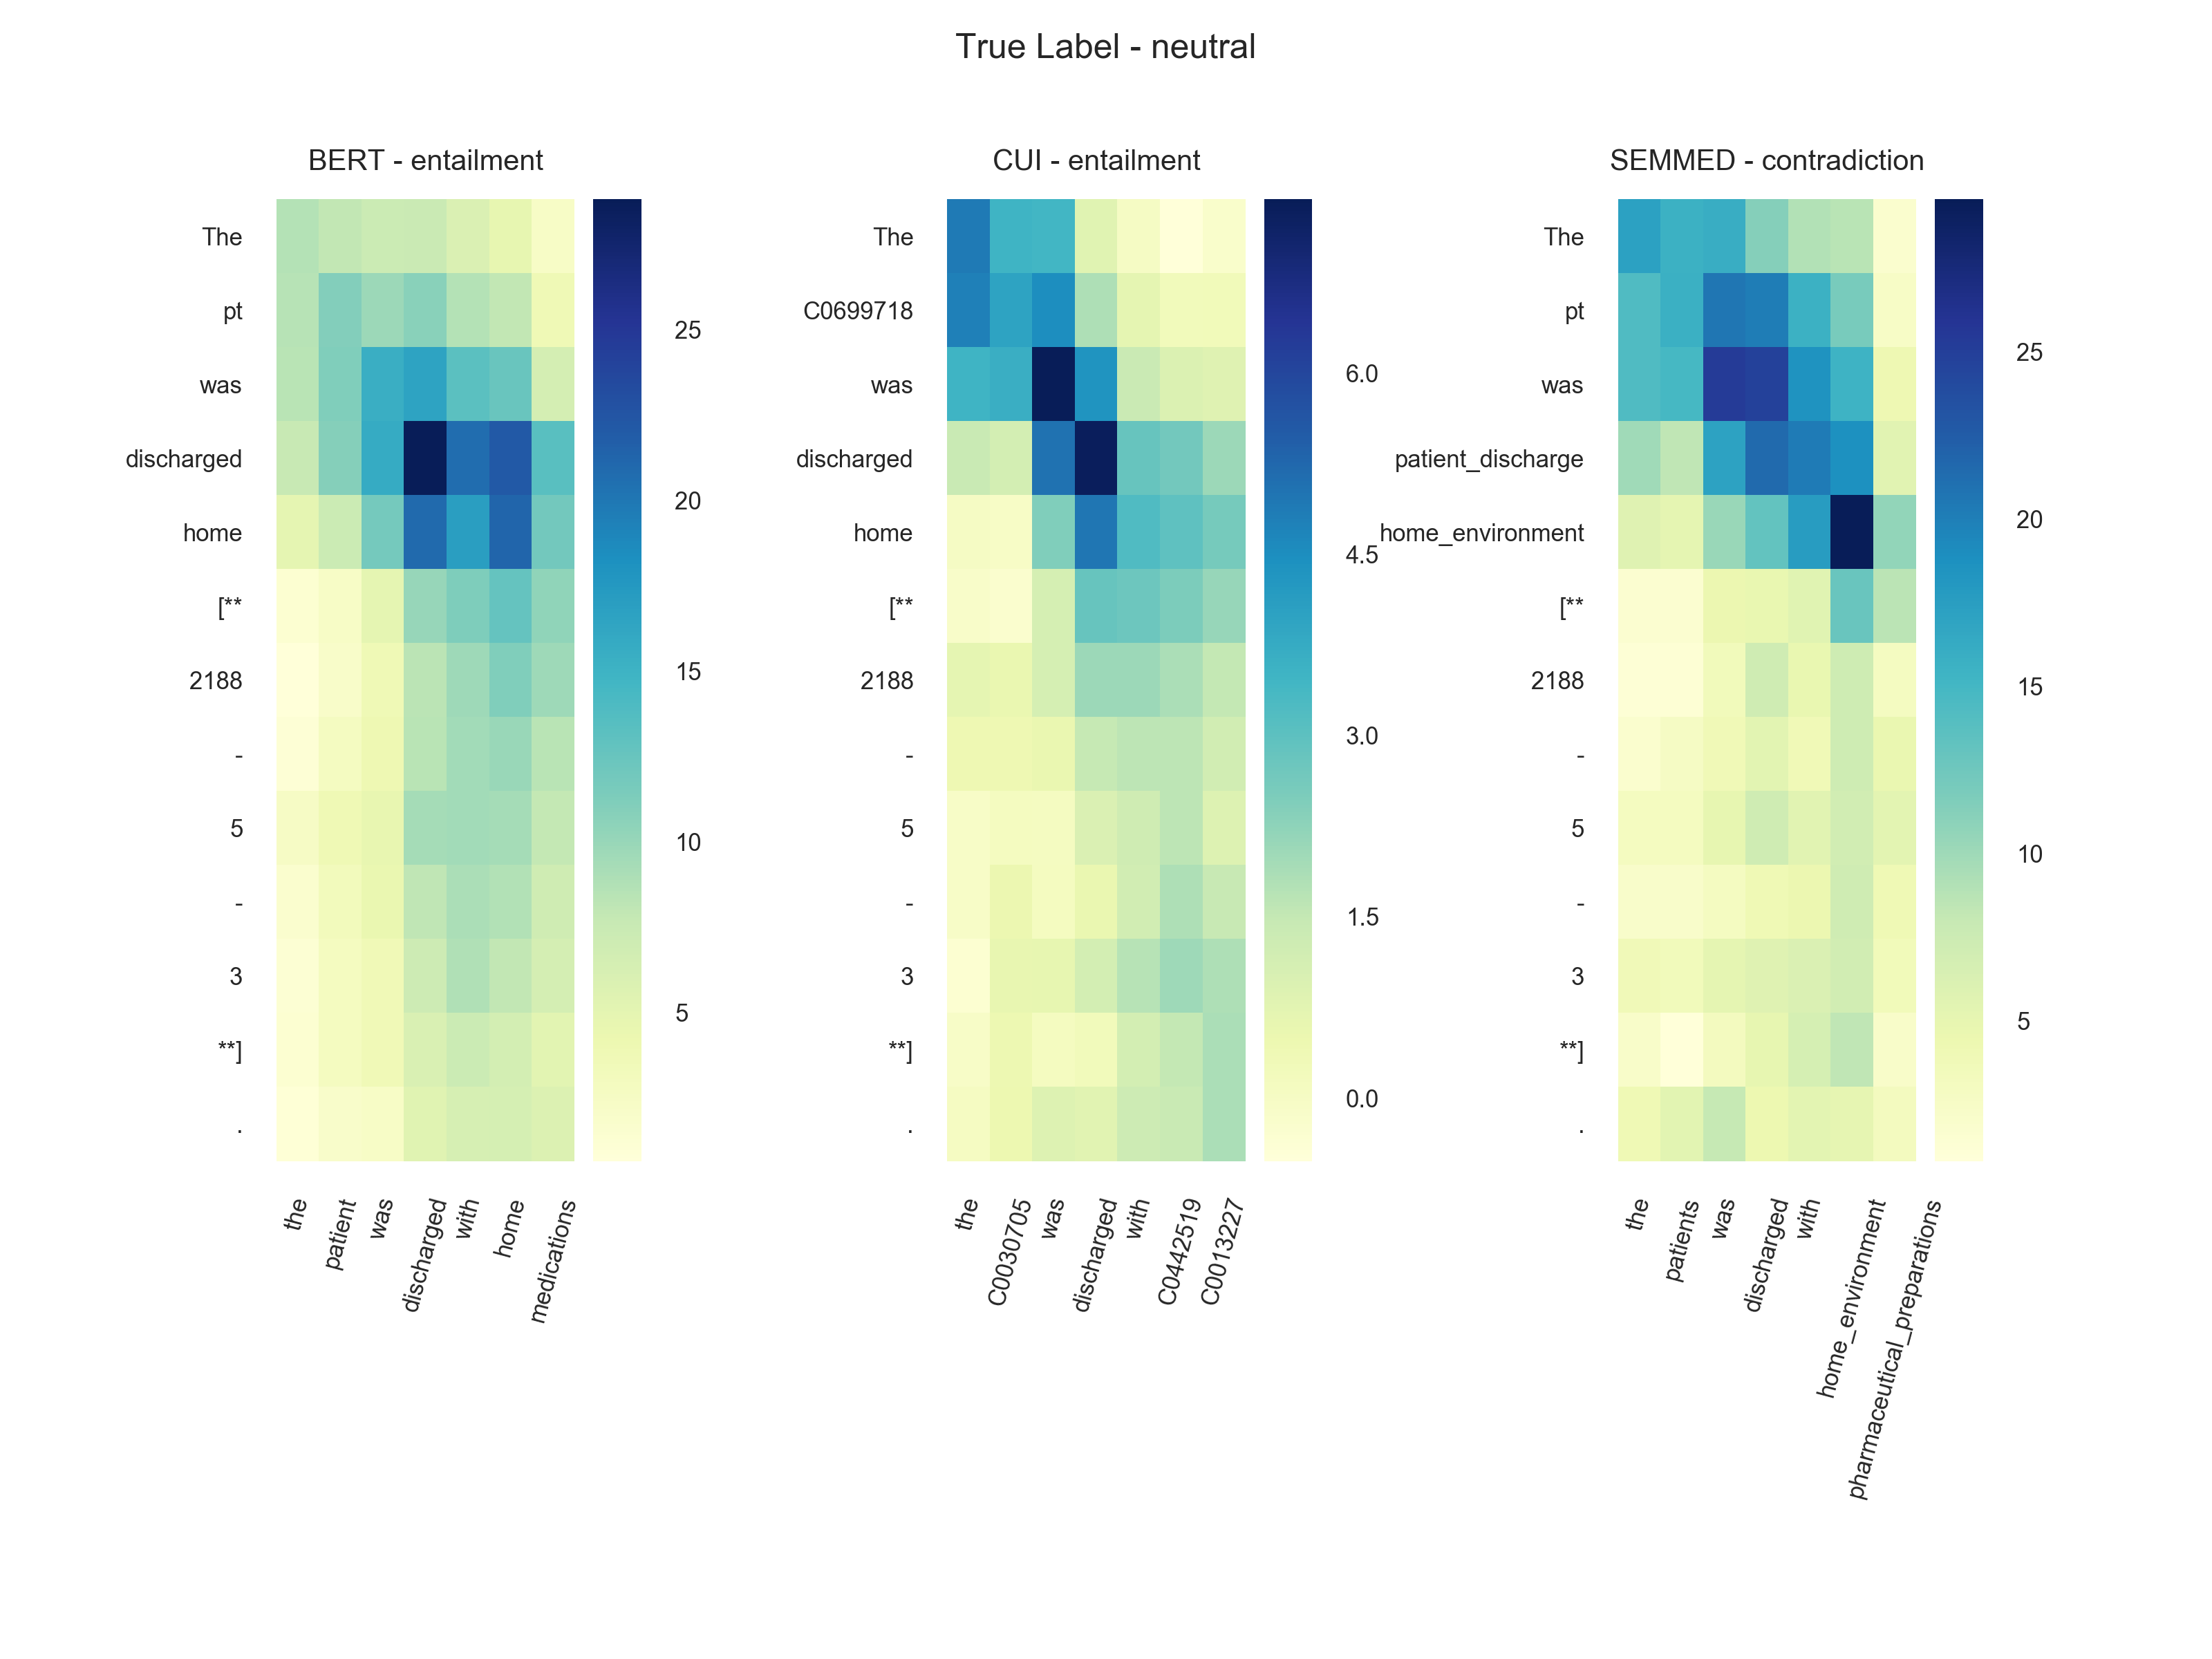 True Label - neutral
BERT - entailment
The
pt
was
discharged
home
[**
2188
-
5
-
3
**]
.
the
patient
was
discharged
with
home
medications
25
20
15
10
5
CUI - entailment
The
C0699718
was
discharged
home
[**
2188
-
5
-
3
**]
.
the
C0030705
was
discharged
with
C0442519
C0013227
6.0
4.5
3.0
1.5
0.0
SEMMED - contradiction
The
pt
was
patient_discharge
home_environment
[**
2188
-
5
-
3
**]
.
the
patients
was
discharged
with
home_environment
pharmaceutical_preparations
25
20
15
10
5